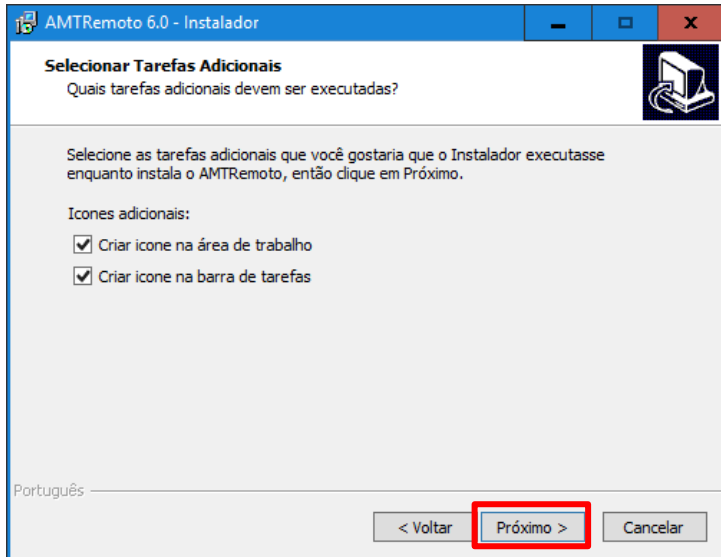 AMTRemoto 6.0 - Instalador
Selecionar Tarefas Adicionais
Quais tarefas adicionais devem ser executadas?
Selecione as tarefas adicionais que você gostaria que o Instalador executasse
enquanto instala o AMTRemoto, então clique em Próximo.
Icones adicionais:
Criar icone na área de trabalho
Criar icone na barra de tarefas
Português
< Voltar
Próximo >
Cancelar